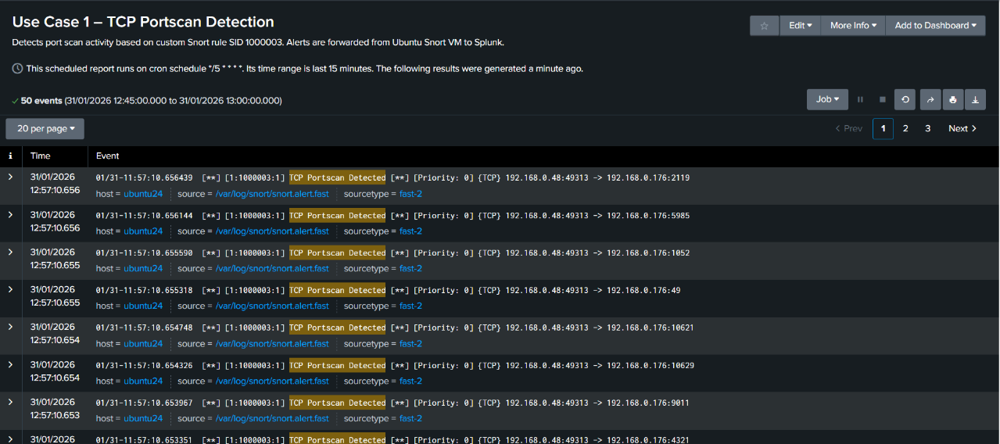 Use Case 1 – TCP Portscan Detection
Edit
More Info
Add to Dashboard
Detects port scan activity based on custom Snort rule SID 1000003. Alerts are forwarded from Ubuntu Snort VM to Splunk.
This scheduled report runs on cron schedule */5 * * * *. Its time range is last 15 minutes. The following results were generated a minute ago.
50 events (31/01/2026 12:45:00.000 to 31/01/2026 13:00:00.000)
Job
20 per page
Prev 1 2 3 Next
i Time Event
31/01/2026 01/31-11:57:10.656439 [**] [1:1000003:1] TCP Portscan Detected [**] [Priority: 0] {TCP} 192.168.0.48:49313 -> 192.168.0.176:2119
12:57:10.656 host = ubuntu24 source = /var/log/snort/snort.alert.fast sourcetype = fast-2
31/01/2026 01/31-11:57:10.656144 [**] [1:1000003:1] TCP Portscan Detected [**] [Priority: 0] {TCP} 192.168.0.48:49313 -> 192.168.0.176:5985
12:57:10.656 host = ubuntu24 source = /var/log/snort/snort.alert.fast sourcetype = fast-2
31/01/2026 01/31-11:57:10.655590 [**] [1:1000003:1] TCP Portscan Detected [**] [Priority: 0] {TCP} 192.168.0.48:49313 -> 192.168.0.176:1052
12:57:10.655 host = ubuntu24 source = /var/log/snort/snort.alert.fast sourcetype = fast-2
31/01/2026 01/31-11:57:10.655318 [**] [1:1000003:1] TCP Portscan Detected [**] [Priority: 0] {TCP} 192.168.0.48:49313 -> 192.168.0.176:49
12:57:10.655 host = ubuntu24 source = /var/log/snort/snort.alert.fast sourcetype = fast-2
31/01/2026 01/31-11:57:10.654748 [**] [1:1000003:1] TCP Portscan Detected [**] [Priority: 0] {TCP} 192.168.0.48:49313 -> 192.168.0.176:10621
12:57:10.654 host = ubuntu24 source = /var/log/snort/snort.alert.fast sourcetype = fast-2
31/01/2026 01/31-11:57:10.654326 [**] [1:1000003:1] TCP Portscan Detected [**] [Priority: 0] {TCP} 192.168.0.48:49313 -> 192.168.0.176:10629
12:57:10.654 host = ubuntu24 source = /var/log/snort/snort.alert.fast sourcetype = fast-2
31/01/2026 01/31-11:57:10.653967 [**] [1:1000003:1] TCP Portscan Detected [**] [Priority: 0] {TCP} 192.168.0.48:49313 -> 192.168.0.176:9011
12:57:10.653 host = ubuntu24 source = /var/log/snort/snort.alert.fast sourcetype = fast-2
31/01/2026 01/31-11:57:10.653351 [**] [1:1000003:1] TCP Portscan Detected [**] [Priority: 0] {TCP} 192.168.0.48:49313 -> 192.168.0.176:4321